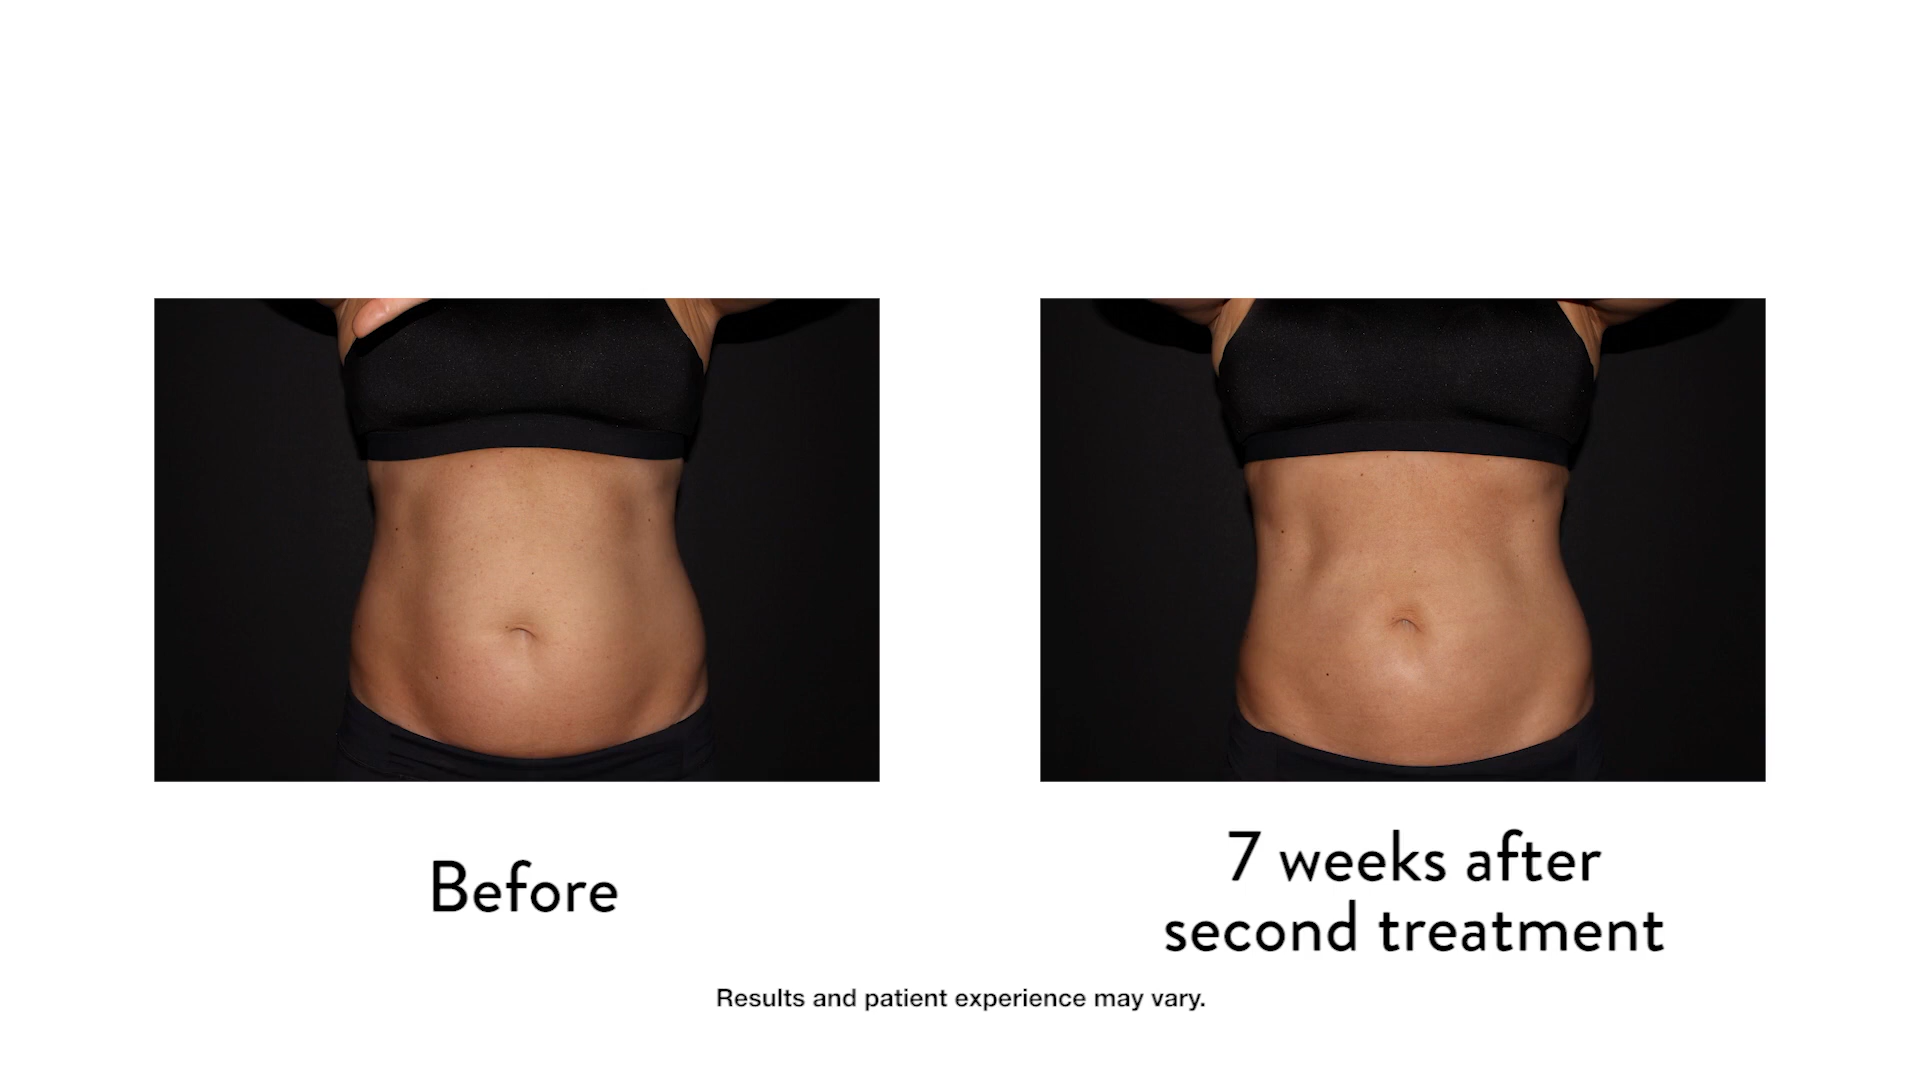 Before
7 weeks after
second treatment
Results and patient experience may vary.